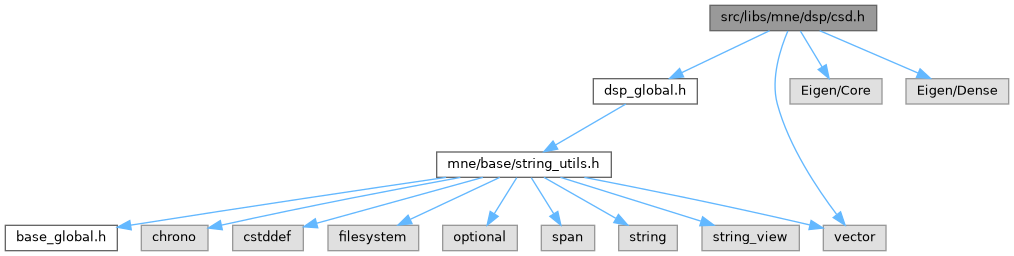 src/libs/mne/dsp/csd.h
dsp_global.h
Eigen/Core
Eigen/Dense
mne/base/string_utils.h
base_global.h
chrono
cstddef
filesystem
optional
span
string
string_view
vector